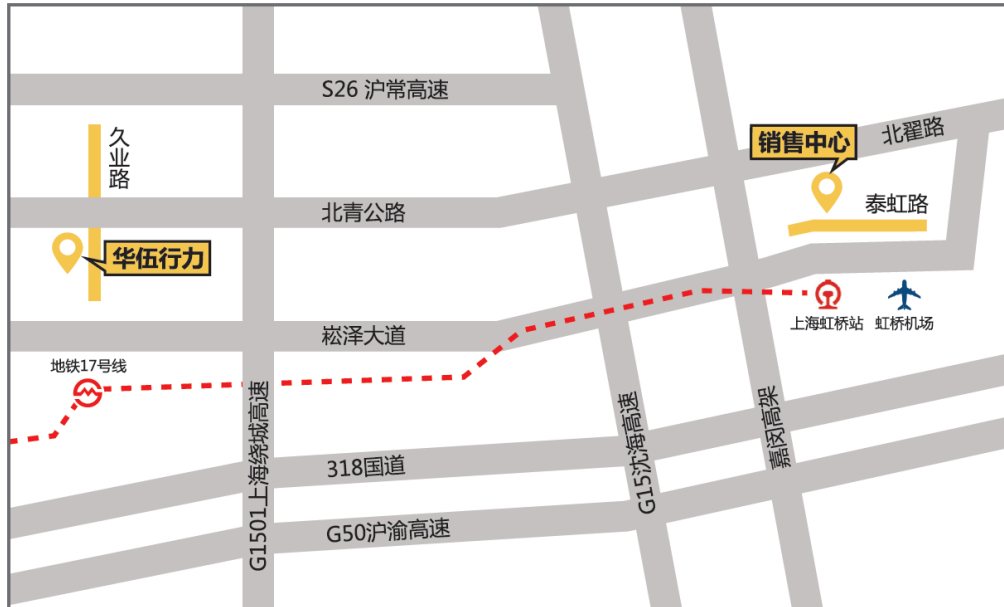 S26 沪常高速
久业路
北翟路
销售中心
北青公路
泰虹路
华伍行力
上海虹桥站
虹桥机场
崧泽大道
地铁17号线
G1501上海绕城高速
G15沈海高速
嘉闵高架
318国道
G50沪渝高速